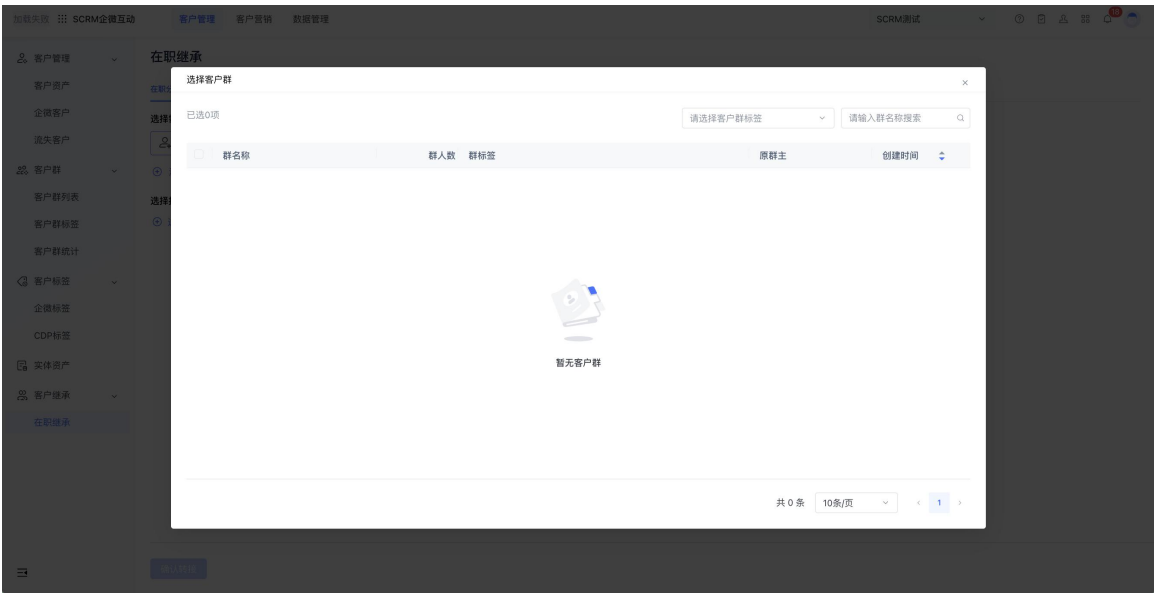 加载失败 SCRM企微互动 客户管理 客户营销 数据管理 SCRM测试
客户管理
客户资产
企微客户
流失客户
客户群
客户群列表
客户群标签
客户群统计
客户标签
企微标签
CDP标签
实体资产
客户继承
在职继承
在职继承
选择客户群
已选0项 请选择客户群标签 请输入群名称搜索
群名称 群人数 群标签 原群主 创建时间
暂无客户群
共 0 条 10条/页 1